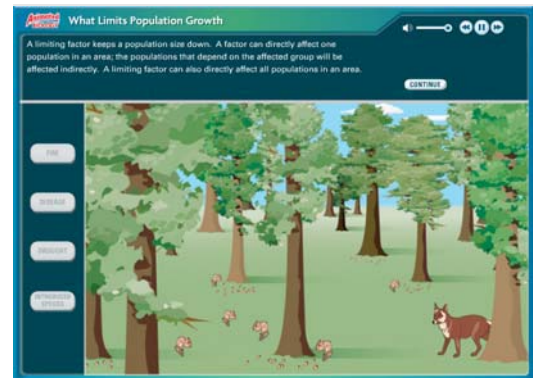 What Limits Population Growth
A limiting factor keeps a population size down. A factor can directly affect one
population in an area; the populations that depend on the affected group will be
affected indirectly. A limiting factor can also directly affect all populations in an area.
CONTINUE
FIRE
DISEASE
DROUGHT
INTRODUCED
SPECIES